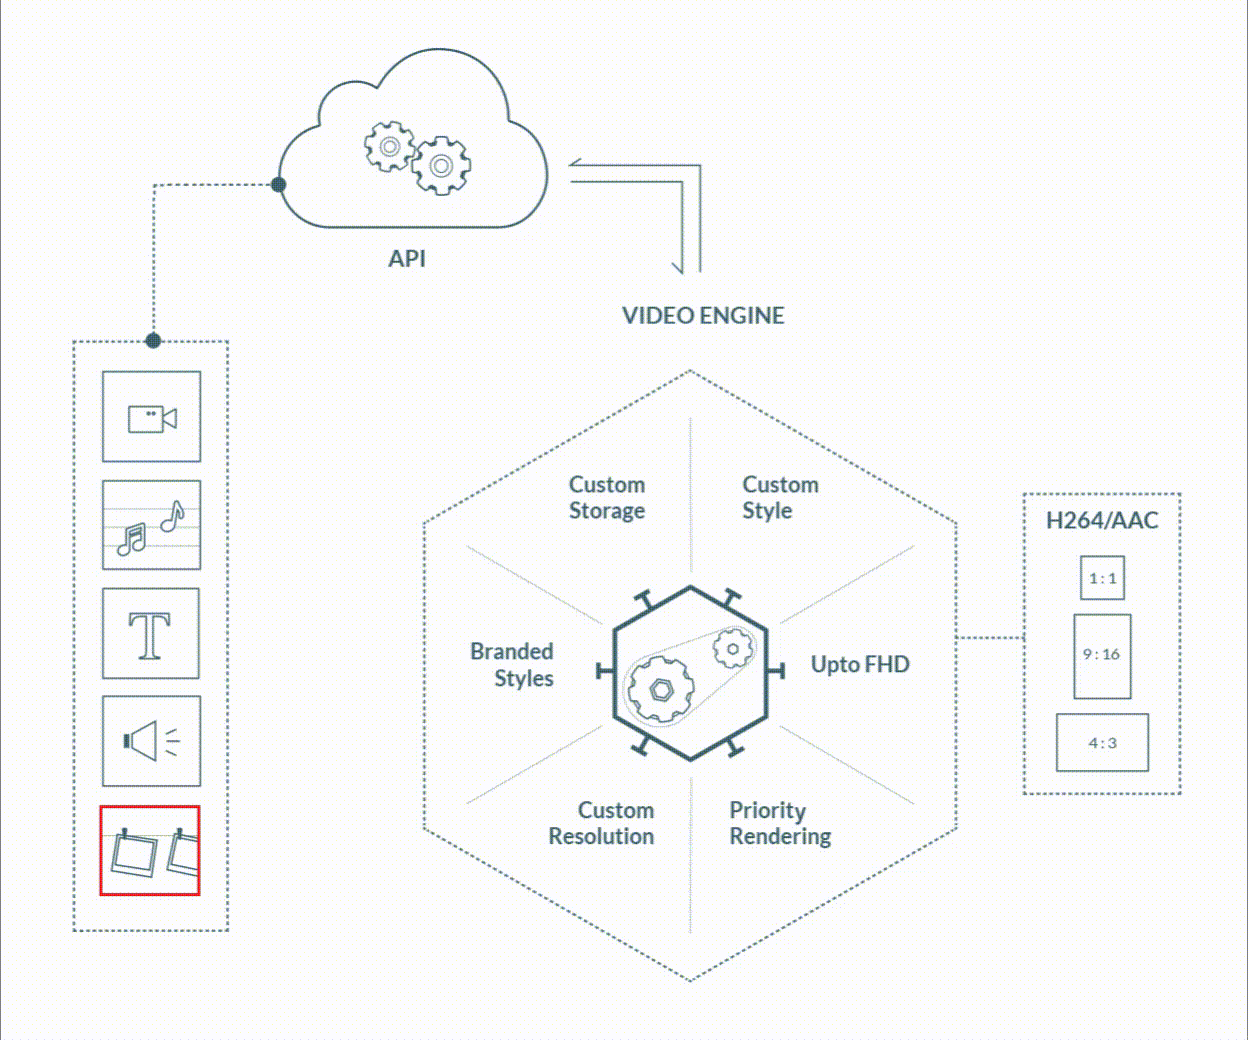 API
VIDEO ENGINE
Custom
Storage
Custom
Style
Branded
Styles
Upto FHD
Custom
Resolution
Priority
Rendering
H264/AAC
1:1
9:16
4:3
T